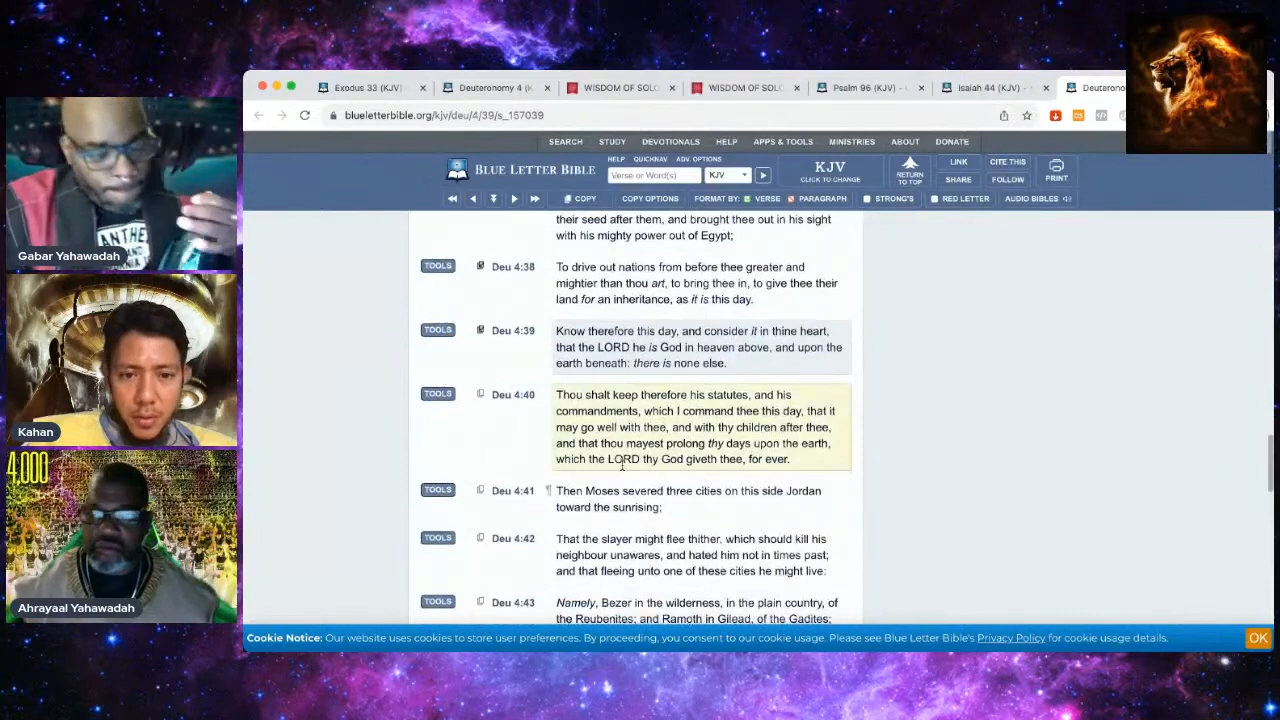 Exodus 33 (KJV)
Deuteronomy 4 (K
WISDOM OF SOLO
WISDOM OF SOLO
Psalm 96 (KJV)
Isaiah 44 (KJV)
Deuterono
blueletterbible.org/kjv/deu/4/39/s_157039
SEARCH STUDY DEVOTIONALS HELP APPS & TOOLS MINISTRIES ABOUT DONATE
BLUE LETTER BIBLE
HELP QUICKNAV ADV. OPTIONS
Verse or Word(s) KJV
KJV
CLICK TO CHANGE
RETURN
TO TOP
LINK CITE THIS
SHARE FOLLOW
PRINT
COPY COPY OPTIONS FORMAT BY: VERSE PARAGRAPH STRONG'S RED LETTER AUDIO BIBLES
their seed after them, and brought thee out in his sight
with his mighty power out of Egypt;
TOOLS Deu 4:38 To drive out nations from before thee greater and
mightier than thou art, to bring thee in, to give thee their
land for an inheritance, as it is this day.
TOOLS Deu 4:39 Know therefore this day, and consider it in thine heart,
that the LORD he is God in heaven above, and upon the
earth beneath: there is none else.
TOOLS Deu 4:40 Thou shalt keep therefore his statutes, and his
commandments, which I command thee this day, that it
may go well with thee, and with thy children after thee,
and that thou mayest prolong thy days upon the earth,
which the LORD thy God giveth thee, for ever.
TOOLS Deu 4:41 ¶ Then Moses severed three cities on this side Jordan
toward the sunrising;
TOOLS Deu 4:42 That the slayer might flee thither, which should kill his
neighbour unawares, and hated him not in times past;
and that fleeing unto one of these cities he might live:
TOOLS Deu 4:43 Namely, Bezer in the wilderness, in the plain country, of
the Reubenites; and Ramoth in Gilead, of the Gadites;
Cookie Notice: Our website uses cookies to store user preferences. By proceeding, you consent to our cookie usage. Please see Blue Letter Bible's Privacy Policy for cookie usage details.
OK
Gabar Yahawadah
Kahan
4,000
Ahrayaal Yahawadah